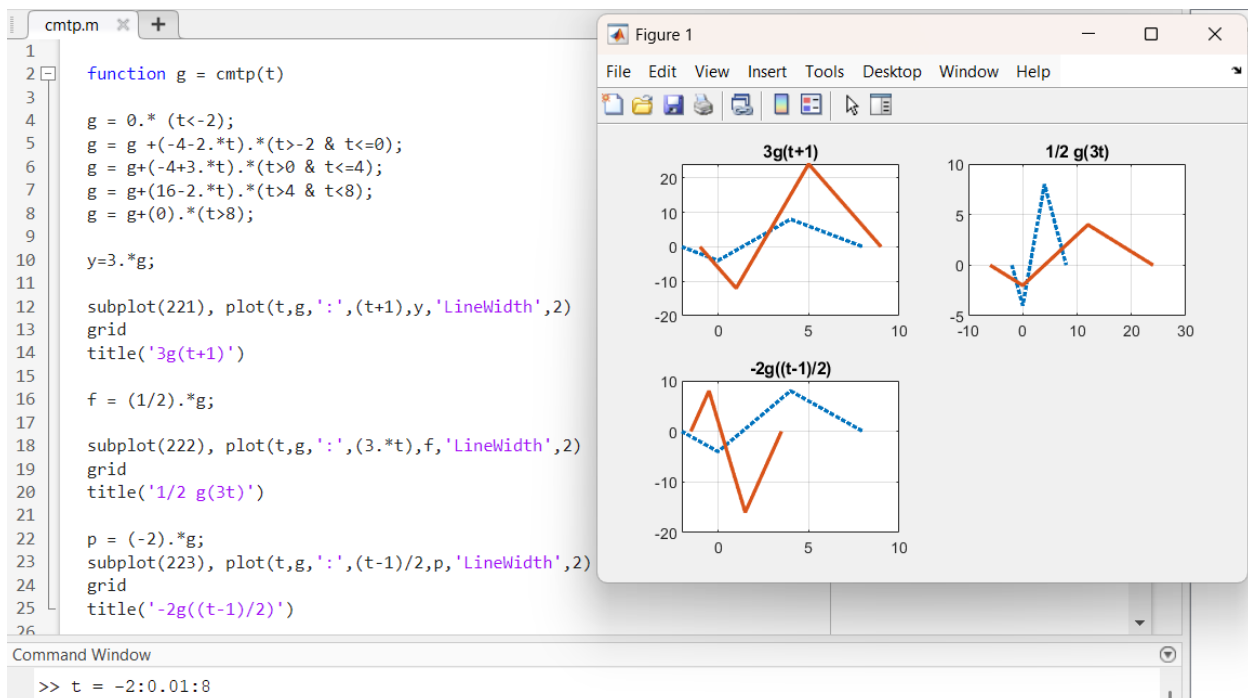 cmtp.m
1
2 function g = cmtp(t)
3
4 g = 0.* (t<-2);
5 g = g +(-4-2.*t).*(t>-2 & t<=0);
6 g = g+(-4+3.*t).*(t>0 & t<=4);
7 g = g+(16-2.*t).*(t>4 & t<8);
8 g = g+(0).*(t>8);
9
10 y=3.*g;
11
12 subplot(221), plot(t,g,':',(t+1),y,'LineWidth',2)
13 grid
14 title('3g(t+1)')
15
16 f = (1/2).*g;
17
18 subplot(222), plot(t,g,':',(3.*t),f,'LineWidth',2)
19 grid
20 title('1/2 g(3t)')
21
22 p = (-2).*g;
23 subplot(223), plot(t,g,':',(t-1)/2,p,'LineWidth',2)
24 grid
25 title('-2g((t-1)/2)')
26
Command Window
>> t = -2:0.01:8
Figure 1
File Edit View Insert Tools Desktop Window Help
3g(t+1)
20
10
0
-10
-20
0 5 10
1/2 g(3t)
10
5
0
-5
-10 0 10 20 30
-2g((t-1)/2)
10
0
-10
-20
0 5 10